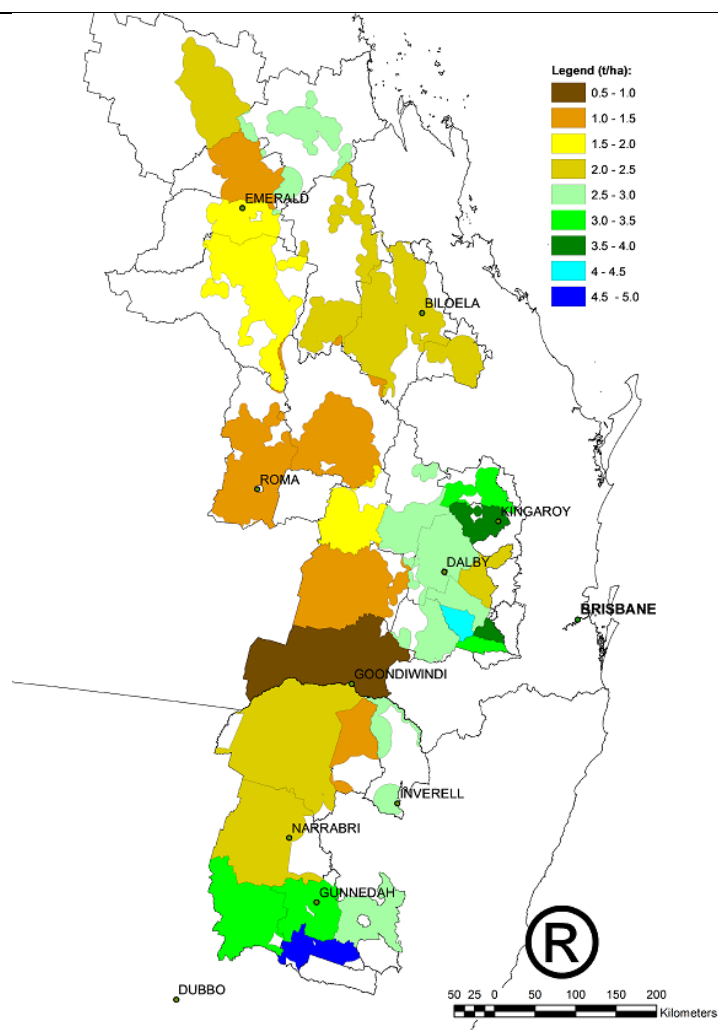 Legend (t/ha):
0.5 - 1.0
1.0 - 1.5
1.5 - 2.0
2.0 - 2.5
2.5 - 3.0
3.0 - 3.5
3.5 - 4.0
4 - 4.5
4.5 - 5.0
EMERALD
BILOELA
ROMA
KINGAROY
DALBY
BRISBANE
GOONDIWINDI
INVERELL
NARRABRI
GUNNEDAH
R
DUBBO
50 25 0 50 100 150 200
Kilometers